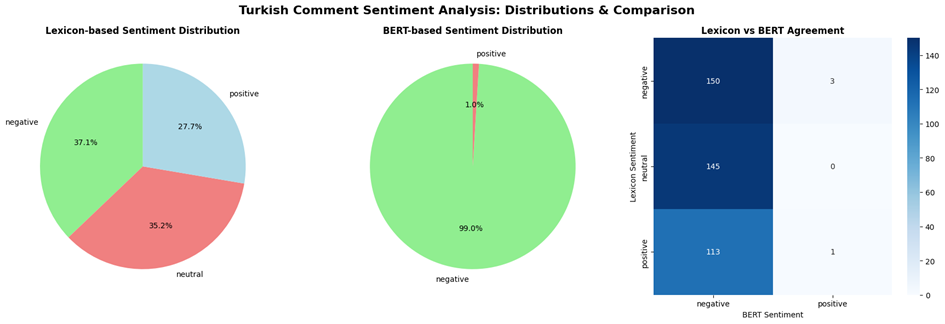 Turkish Comment Sentiment Analysis: Distributions & Comparison
Lexicon-based Sentiment Distribution
positive
27.7%
negative
37.1%
35.2%
neutral
BERT-based Sentiment Distribution
positive
1.0%
99.0%
negative
Lexicon vs BERT Agreement
Lexicon Sentiment
negative
150
3
neutral
145
0
positive
113
1
negative
positive
BERT Sentiment
140
120
100
80
60
40
20
0